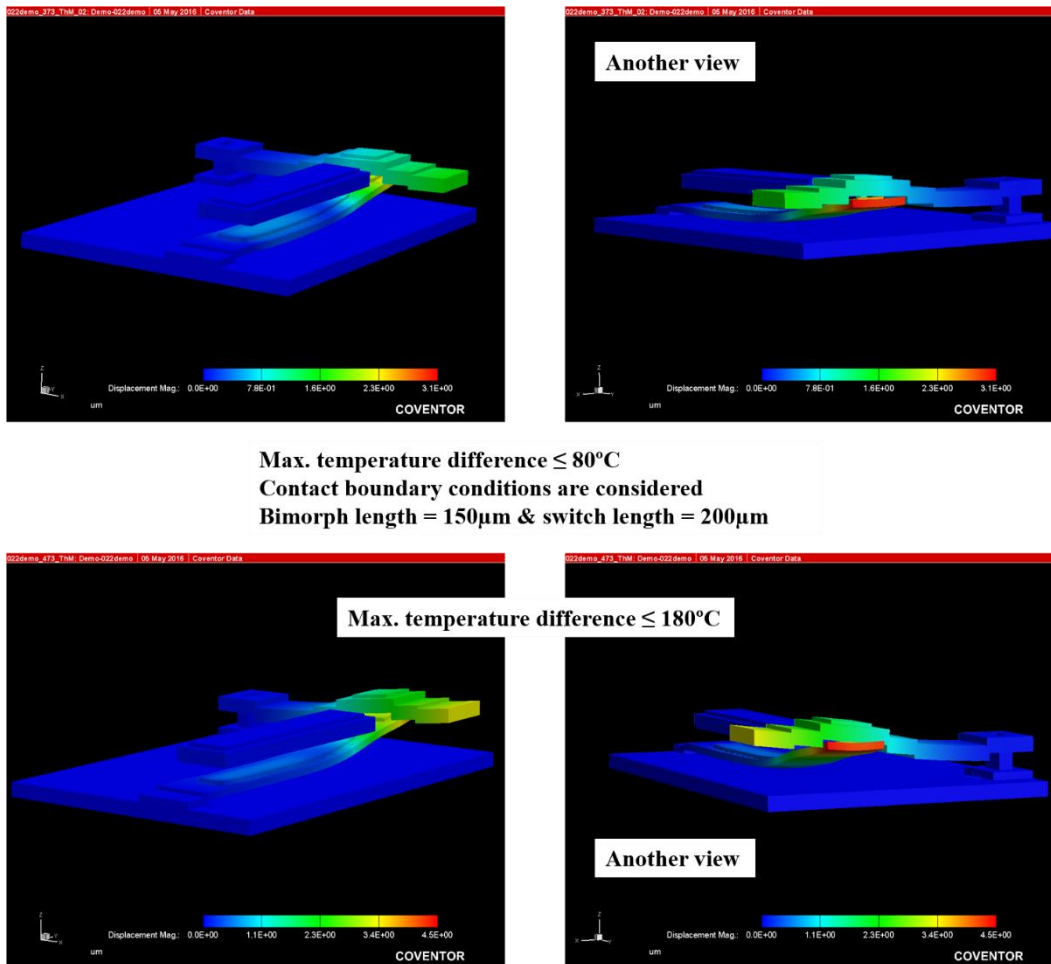 022demo_373_ThM_02: Demo-022demo | 05 May 2016 | Coventor Data
Z
X
Displacement Mag.: 0.0E+00 7.8E-01 1.6E+00 2.3E+00 3.1E+00
um
COVENTOR
022demo_373_ThM_02: Demo-022demo | 05 May 2016 | Coventor Data
Another view
Z
X Y
Displacement Mag.: 0.0E+00 7.8E-01 1.6E+00 2.3E+00 3.1E+00
um
COVENTOR
Max. temperature difference ≤ 80ºC
Contact boundary conditions are considered
Bimorph length = 150µm & switch length = 200µm
022demo_473_ThM: Demo-022demo | 05 May 2016 | Coventor Data
022demo_473_ThM: Demo-022demo | 05 May 2016 | Coventor Data
Max. temperature difference ≤ 180ºC
Z
Y
X
Displacement Mag.: 0.0E+00 1.1E+00 2.3E+00 3.4E+00 4.5E+00
um
COVENTOR
Another view
Z
X Y
Displacement Mag.: 0.0E+00 1.1E+00 2.3E+00 3.4E+00 4.5E+00
um
COVENTOR